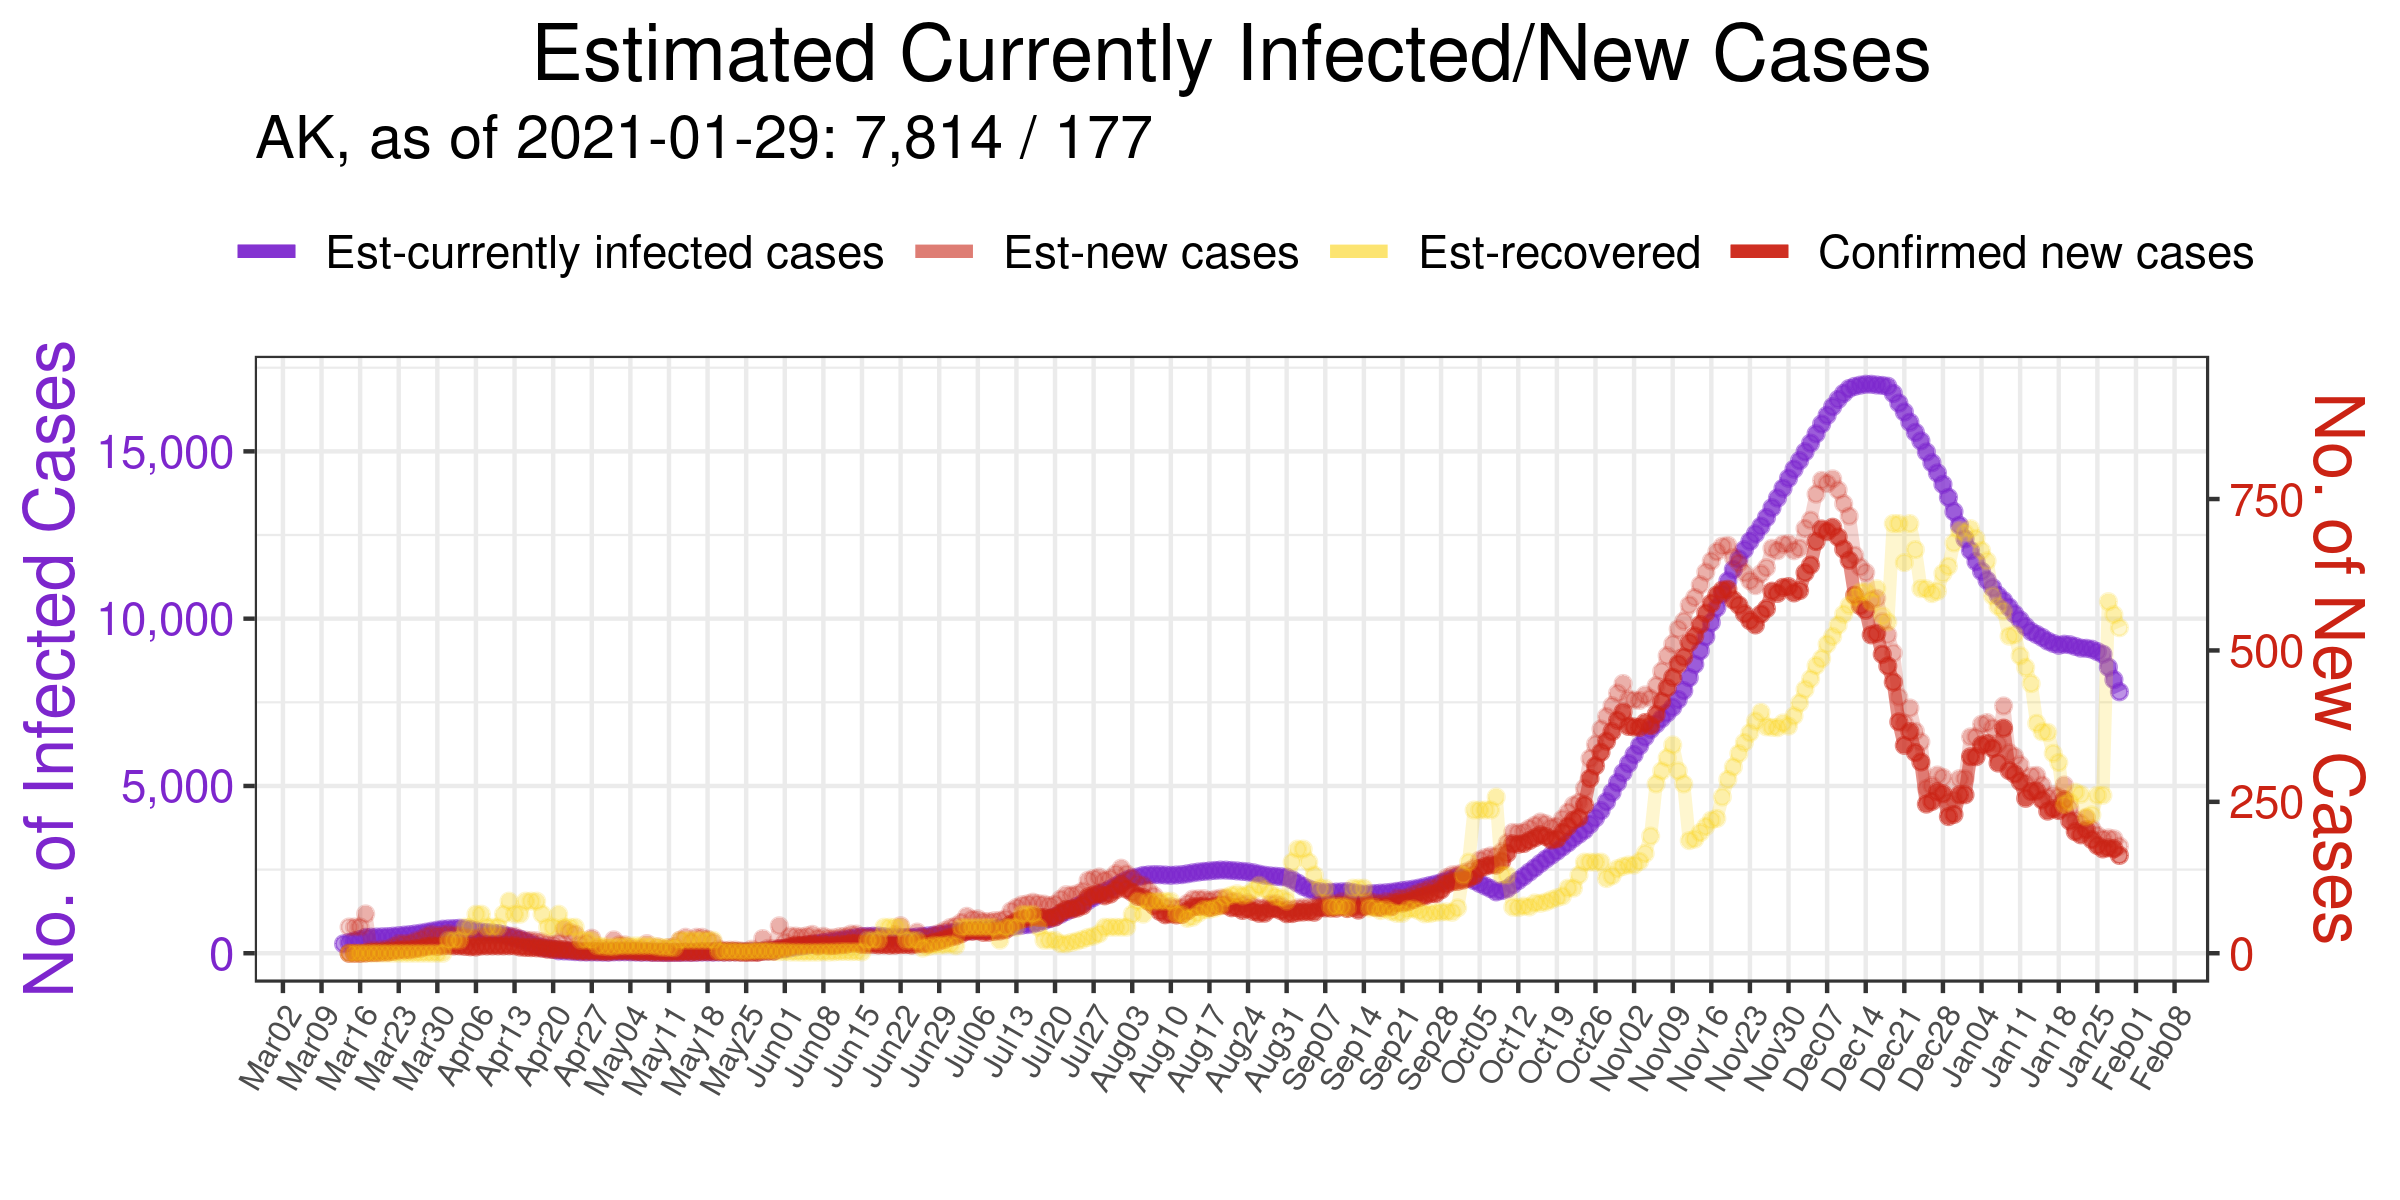 Estimated Currently Infected/New Cases
AK, as of 2021-01-29: 7,814 / 177
Est-currently infected cases Est-new cases Est-recovered Confirmed new cases
No. of Infected Cases
15,000
10,000
5,000
0
750
500
250
0
No. of New Cases
Mar02 Mar09 Mar16 Mar23 Mar30 Apr06 Apr13 Apr20 Apr27 May04 May11 May18 May25 Jun01 Jun08 Jun15 Jun22 Jun29 Jul06 Jul13 Jul20 Jul27 Aug03 Aug10 Aug17 Aug24 Aug31 Sep07 Sep14 Sep21 Sep28 Oct05 Oct12 Oct19 Oct26 Nov02 Nov09 Nov16 Nov23 Nov30 Dec07 Dec14 Dec21 Dec28 Jan04 Jan11 Jan18 Jan25 Feb01 Feb08